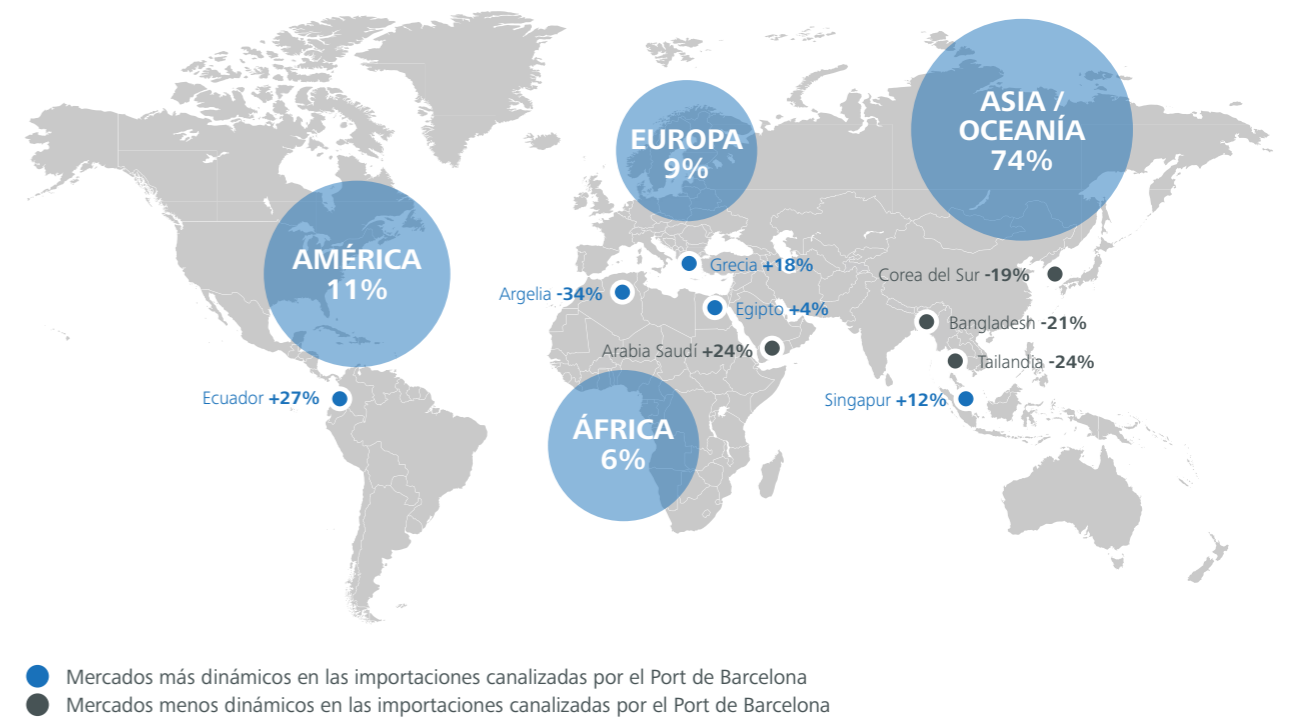 ASIA /
OCEANÍA
74%
EUROPA
9%
AMÉRICA
11%
Grecia +18%
Corea del Sur -19%
Argelia -34%
Egipto +4%
Bangladesh -21%
Arabia Saudí +24%
Tailandia -24%
Ecuador +27%
Singapur +12%
ÁFRICA
6%
Mercados más dinámicos en las importaciones canalizadas por el Port de Barcelona
Mercados menos dinámicos en las importaciones canalizadas por el Port de Barcelona